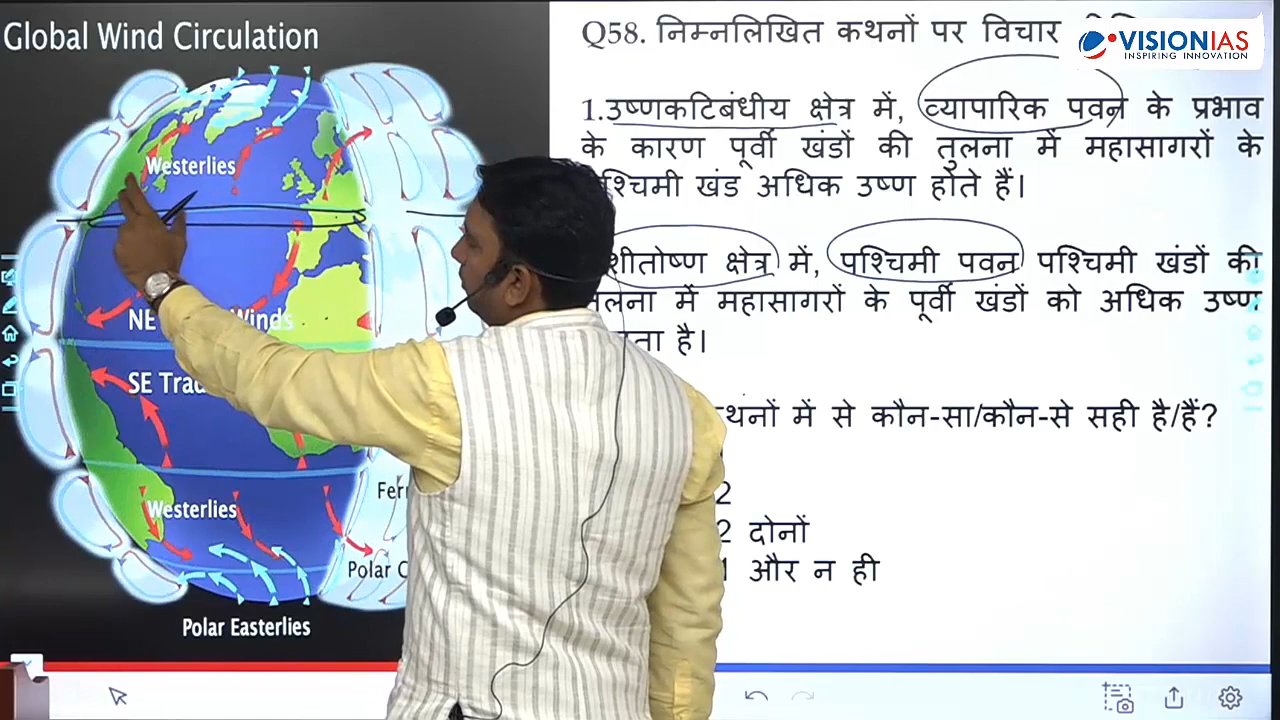 Global Wind Circulation
Westerlies
NE Winds
SE Trad
Westerlies
Fer
Polar C
Polar Easterlies
Q58. निम्नलिखित कथनों पर विचार
VISIONIAS
INSPIRING INNOVATION
1.उष्णकटिबंधीय क्षेत्र में, व्यापारिक पवन के प्रभाव
के कारण पूर्वी खंडों की तुलना में महासागरों के
श्चिमी खंड अधिक उष्ण होते हैं।
शीतोष्ण क्षेत्र में, पश्चिमी पवन पश्चिमी खंडों की
तुलना में महासागरों के पूर्वी खंडों को अधिक उष्ण
ता है।
थनों में से कौन-सा/कौन-से सही है/हैं?
2
2 दोनों
1 और न ही